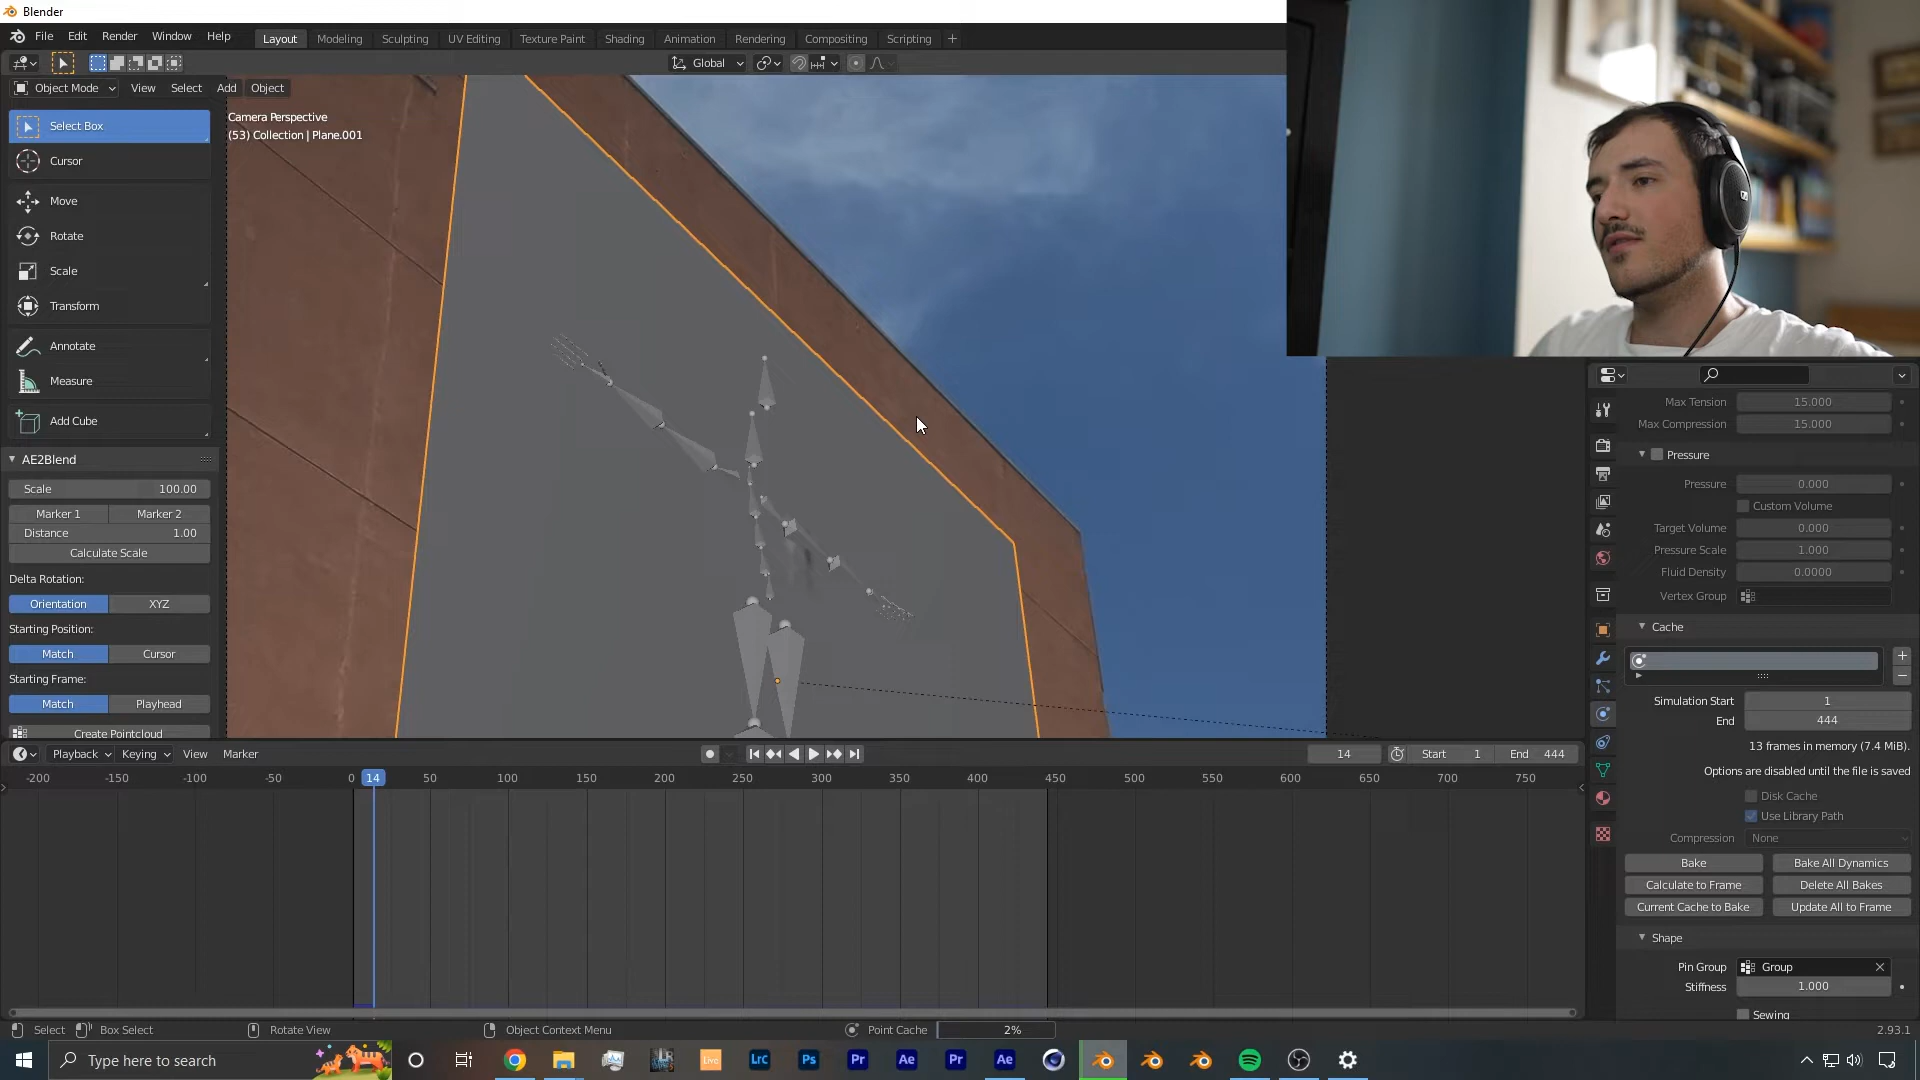 Blender
File Edit Render Window Help
Layout Modeling Sculpting UV Editing Texture Paint Shading Animation Rendering Compositing Scripting +
Global
Object Mode View Select Add Object
Select Box
Cursor
Move
Rotate
Scale
Transform
Annotate
Measure
Add Cube
AE2Blend
Scale 100.00
Marker 1 Marker 2
Distance 1.00
Calculate Scale
Delta Rotation:
Orientation XYZ
Starting Position:
Match Cursor
Starting Frame:
Match Playhead
Create Pointcloud
Camera Perspective
(53) Collection | Plane.001
Max Tension 15.000
Max Compression 15.000
Pressure
Pressure 0.000
Custom Volume
Target Volume 0.000
Pressure Scale 1.000
Fluid Density 0.0000
Vertex Group
Cache
Simulation Start 1
End 444
13 frames in memory (7.4 MiB).
Options are disabled until the file is saved
Disk Cache
Use Library Path
Compression None
Bake Bake All Dynamics
Calculate to Frame Delete All Bakes
Current Cache to Bake Update All to Frame
Shape
Pin Group Group
Stiffness 1.000
Sewing
Playback Keying View Marker
14 Start 1 End 444
-200 -150 -100 -50 0 14 50 100 150 200 250 300 350 400 450 500 550 600 650 700 750
Select Box Select Rotate View Object Context Menu Point Cache 2% 2.93.1
Type here to search
Live LrC Ps Pr Ae Pr Ae